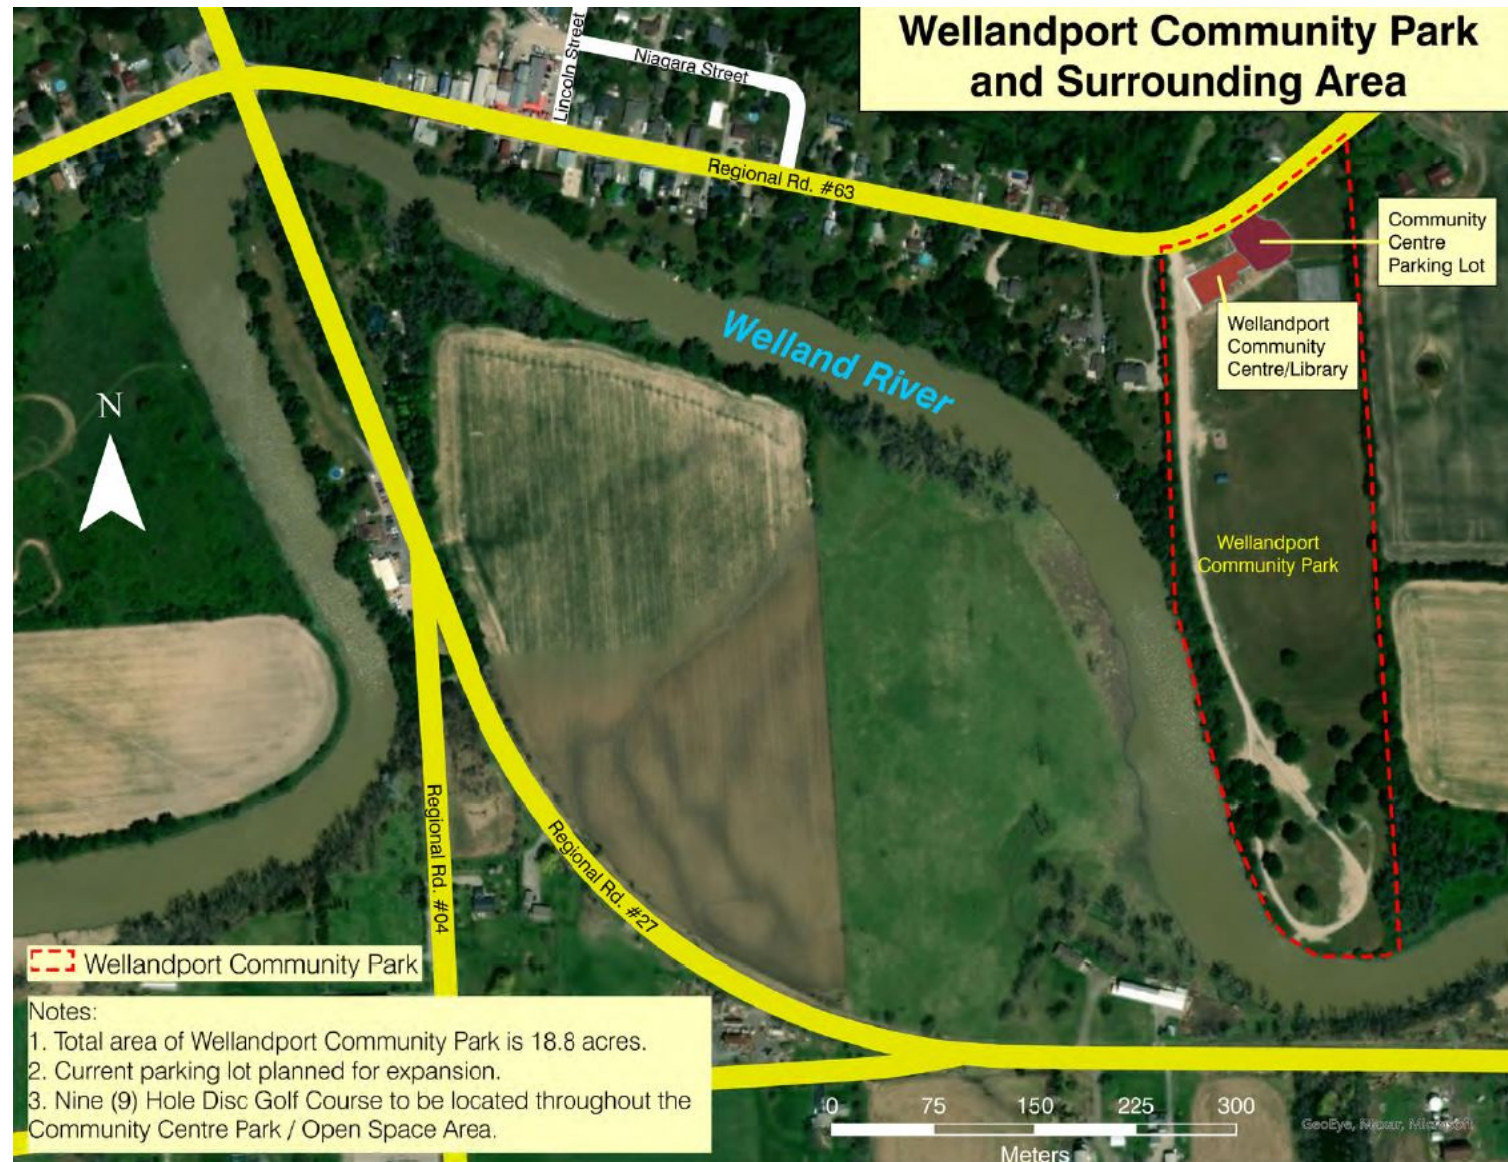 Wellandport Community Park
and Surrounding Area
Lincoln Street
Niagara Street
Regional Rd. #63
Community
Centre
Parking Lot
Wellandport
Community
Centre/Library
Welland River
N
Wellandport
Community Park
Regional Rd. #04
Regional Rd. #27
Wellandport Community Park
Notes:
1. Total area of Wellandport Community Park is 18.8 acres.
2. Current parking lot planned for expansion.
3. Nine (9) Hole Disc Golf Course to be located throughout the
Community Centre Park / Open Space Area.
0 75 150 225 300
Meters
GeoEye, Maxar, Microsoft